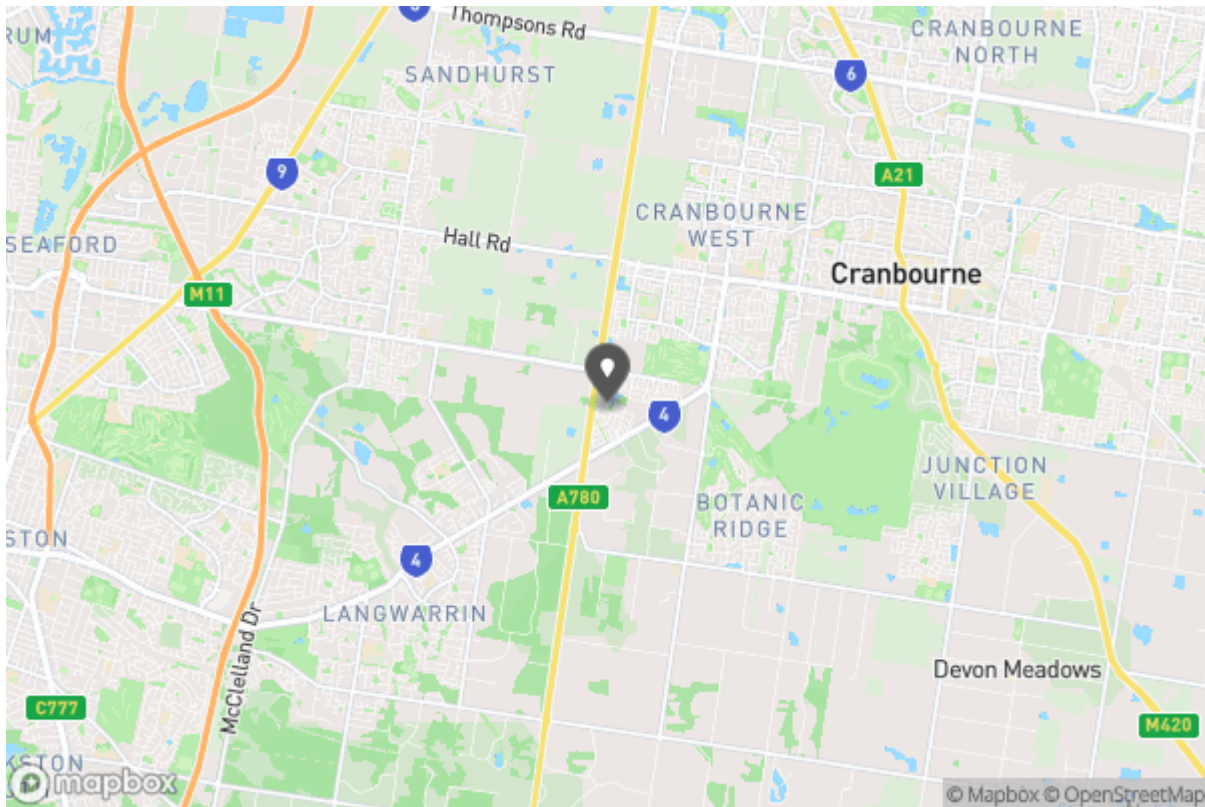 Thompsons Rd
CRANBOURNE
NORTH
RUM
SANDHURST
6
9
A21
CRANBOURNE
WEST
SEAFORD
Hall Rd
Cranbourne
M11
4
JUNCTION
VILLAGE
A780
BOTANIC
RIDGE
STON
4
LANGWARRIN
McClelland Dr
Devon Meadows
C777
M420
KSTON
mapbox
© Mapbox © OpenStreetMap